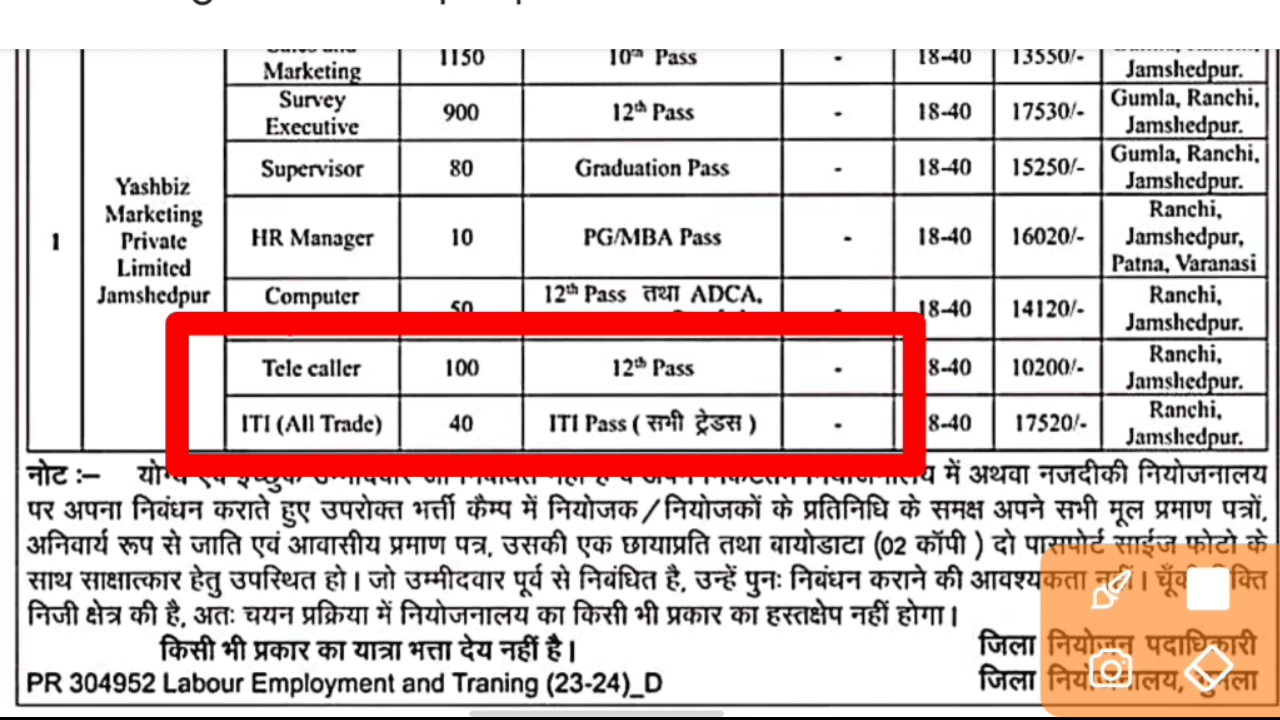 Marketing
1150
10th Pass
-
18-40
13550/-
Jamshedpur.
Survey
Executive
900
12th Pass
-
18-40
17530/-
Gumla, Ranchi,
Jamshedpur.
Supervisor
80
Graduation Pass
-
18-40
15250/-
Gumla, Ranchi,
Jamshedpur.
1
Yashbiz
Marketing
Private
Limited
Jamshedpur
HR Manager
10
PG/MBA Pass
-
18-40
16020/-
Ranchi,
Jamshedpur,
Patna, Varanasi
Computer
50
12th Pass तथा ADCA,
-
18-40
14120/-
Ranchi,
Jamshedpur.
Tele caller
100
12th Pass
-
8-40
10200/-
Ranchi,
Jamshedpur.
ITI (All Trade)
40
ITI Pass ( सभी ट्रेडस )
-
8-40
17520/-
Ranchi,
Jamshedpur.
नोट :– में अथवा नजदीकी नियोजनालय
पर अपना निबंधन कराते हुए उपरोक्त भर्त्ती कैम्प में नियोजक/नियोजकों के प्रतिनिधि के समक्ष अपने सभी मूल प्रमाण पत्रों,
अनिवार्य रूप से जाति एवं आवासीय प्रमाण पत्र, उसकी एक छायाप्रति तथा बायोडाटा (02 कॉपी ) दो पासपोर्ट साईज फोटो के
साथ साक्षात्कार हेतु उपस्थित हो। जो उम्मीदवार पूर्व से निबंधित है, उन्हें पुनः निबंधन कराने की आवश्यकता नहीं। चूँकि
निजी क्षेत्र की है, अतः चयन प्रक्रिया में नियोजनालय का किसी भी प्रकार का हस्तक्षेप नहीं होगा।
किसी भी प्रकार का यात्रा भत्ता देय नहीं है।
जिला नियोजन पदाधिकारी
PR 304952 Labour Employment and Traning (23-24)_D
जिला